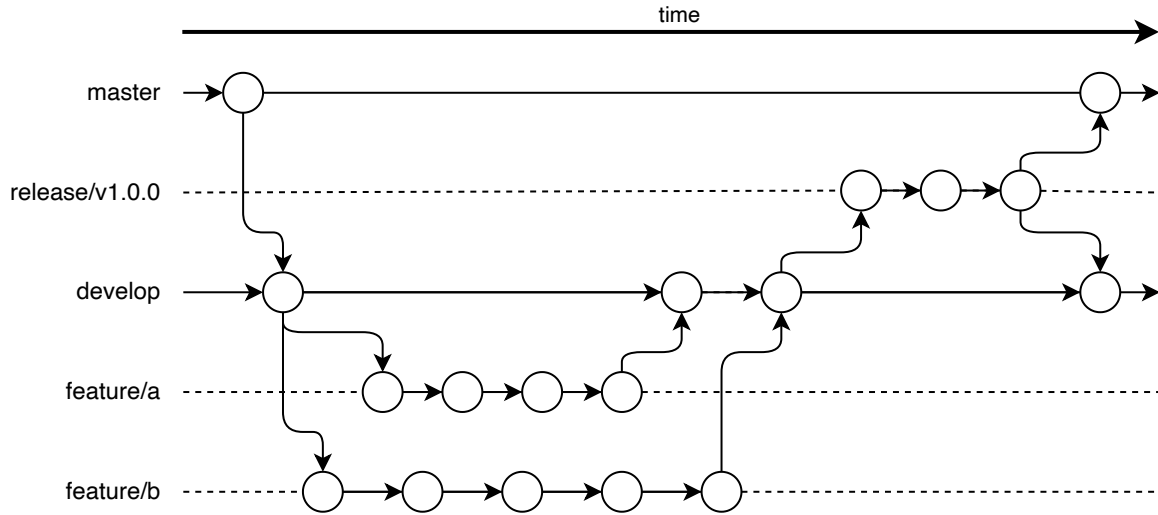 time
master
release/v1.0.0
develop
feature/a
feature/b